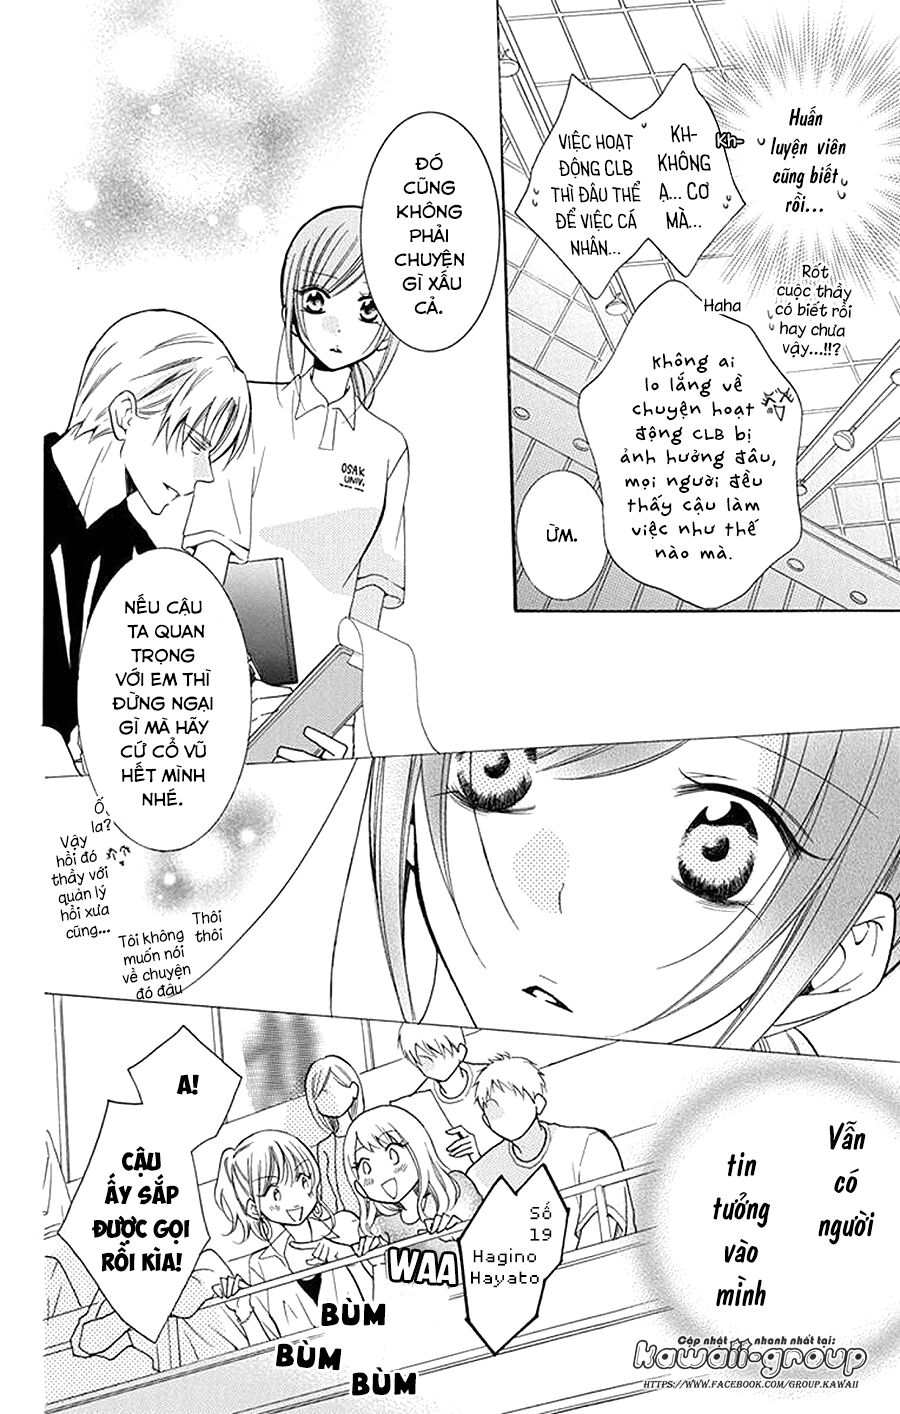 Huấn
luyện viên
cũng biết
rồi...
Kh-
KH-
KHÔNG
Ạ... CƠ
MÀ...
VIỆC HOẠT
ĐỘNG CLB
THÌ ĐÂU THỂ
ĐỂ VIỆC CÁ
NHÂN...
Rốt
cuộc thầy
có biết rồi
hay chưa
vậy...!!?
Haha
Không ai
lo lắng về
chuyện hoạt
động CLB bị
ảnh hưởng đâu,
mọi người đều
thấy cậu làm
việc như thế
nào mà.
ỪM.
ĐÓ
CŨNG
KHÔNG
PHẢI
CHUYỆN
GÌ XẤU
CẢ.
OSAK
UNIV.
NẾU CẬU
TA QUAN
TRỌNG
VỚI EM THÌ
ĐỪNG NGẠI
GÌ MÀ HÃY
CỨ CỔ VŨ
HẾT MÌNH
NHÉ.
Ố,
la?
Vậy
hồi đó
thầy với
quản lý
hồi xưa
cũng...
Thôi
thôi
Tôi không
muốn nói
về chuyện
đó đâu
Vẫn
có
người
tin
tưởng
vào
mình
Số
19
Hagino
Hayato
A!
CẬU
ẤY SẮP
ĐƯỢC GỌI
RỒI KÌA!
WAA
BÙM
BÙM
BÙM
Cập nhật nhanh nhất tại:
kawaii-group
HTTPS://WWW.FACEBOOK.COM/GROUP.KAWAII